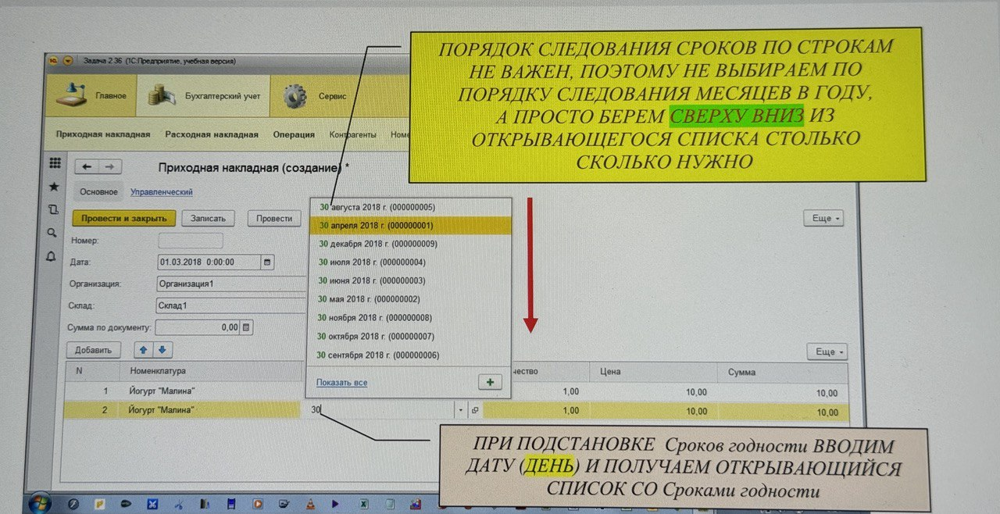 Задача 2.36 (1С:Предприятие, учебная версия)
ПОРЯДОК СЛЕДОВАНИЯ СРОКОВ ПО СТРОКАМ
НЕ ВАЖЕН, ПОЭТОМУ НЕ ВЫБИРАЕМ ПО
ПОРЯДКУ СЛЕДОВАНИЯ МЕСЯЦЕВ В ГОДУ,
А ПРОСТО БЕРЕМ СВЕРХУ ВНИЗ ИЗ
ОТКРЫВАЮЩЕГОСЯ СПИСКА СТОЛЬКО
СКОЛЬКО НУЖНО
Главное Бухгалтерский учет Сервис
Приходная накладная Расходная накладная Операция Контрагенты
Приходная накладная (создание) *
Основное Управленческий
Провести и закрыть Записать Провести Еще
Номер:
Дата: 01.03.2018 0:00:00
Организация: Организация1
Склад: Склад1
Сумма по документу: 0,00
30 августа 2018 г. (000000005)
30 апреля 2018 г. (000000001)
30 декабря 2018 г. (000000009)
30 июля 2018 г. (000000004)
30 июня 2018 г. (000000003)
30 мая 2018 г. (000000002)
30 ноября 2018 г. (000000008)
30 октября 2018 г. (000000007)
30 сентября 2018 г. (000000006)
Показать все +
Добавить Еще
N Номенклатура чество Цена Сумма
1 Йогурт "Малина" 1,00 10,00 10,00
2 Йогурт "Малина" 30 1,00 10,00 10,00
ПРИ ПОДСТАНОВКЕ Сроков годности ВВОДИМ
ДАТУ (ДЕНЬ) И ПОЛУЧАЕМ ОТКРЫВАЮЩИЙСЯ
СПИСОК СО Сроками годности